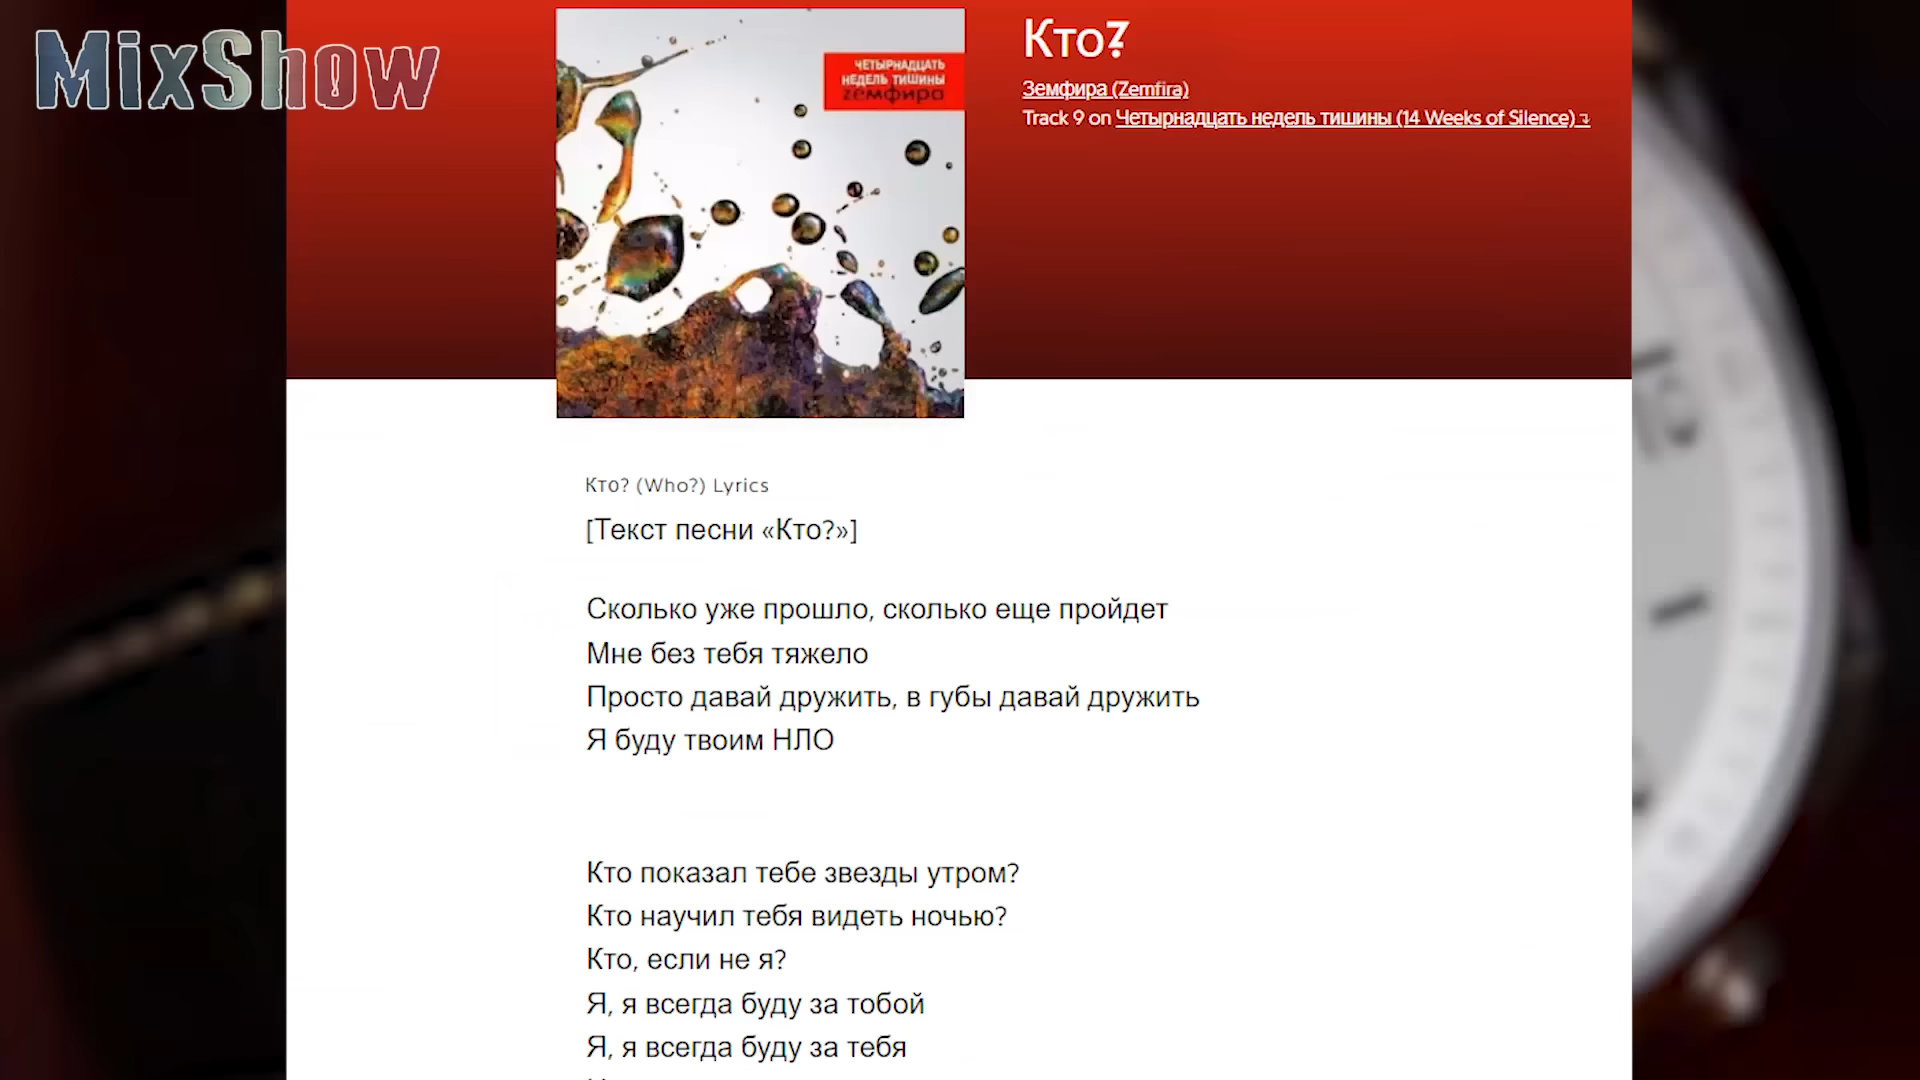 MixShow
ЧЕТЫРНАДЦАТЬ
НЕДЕЛЬ ТИШИНЫ
земфира
Кто?
Земфира (Zemfira)
Track 9 on Четырнадцать недель тишины (14 Weeks of Silence)
Кто? (Who?) Lyrics
[Текст песни «Кто?»]
Сколько уже прошло, сколько еще пройдет
Мне без тебя тяжело
Просто давай дружить, в губы давай дружить
Я буду твоим НЛО
Кто показал тебе звезды утром?
Кто научил тебя видеть ночью?
Кто, если не я?
Я, я всегда буду за тобой
Я, я всегда буду за тебя